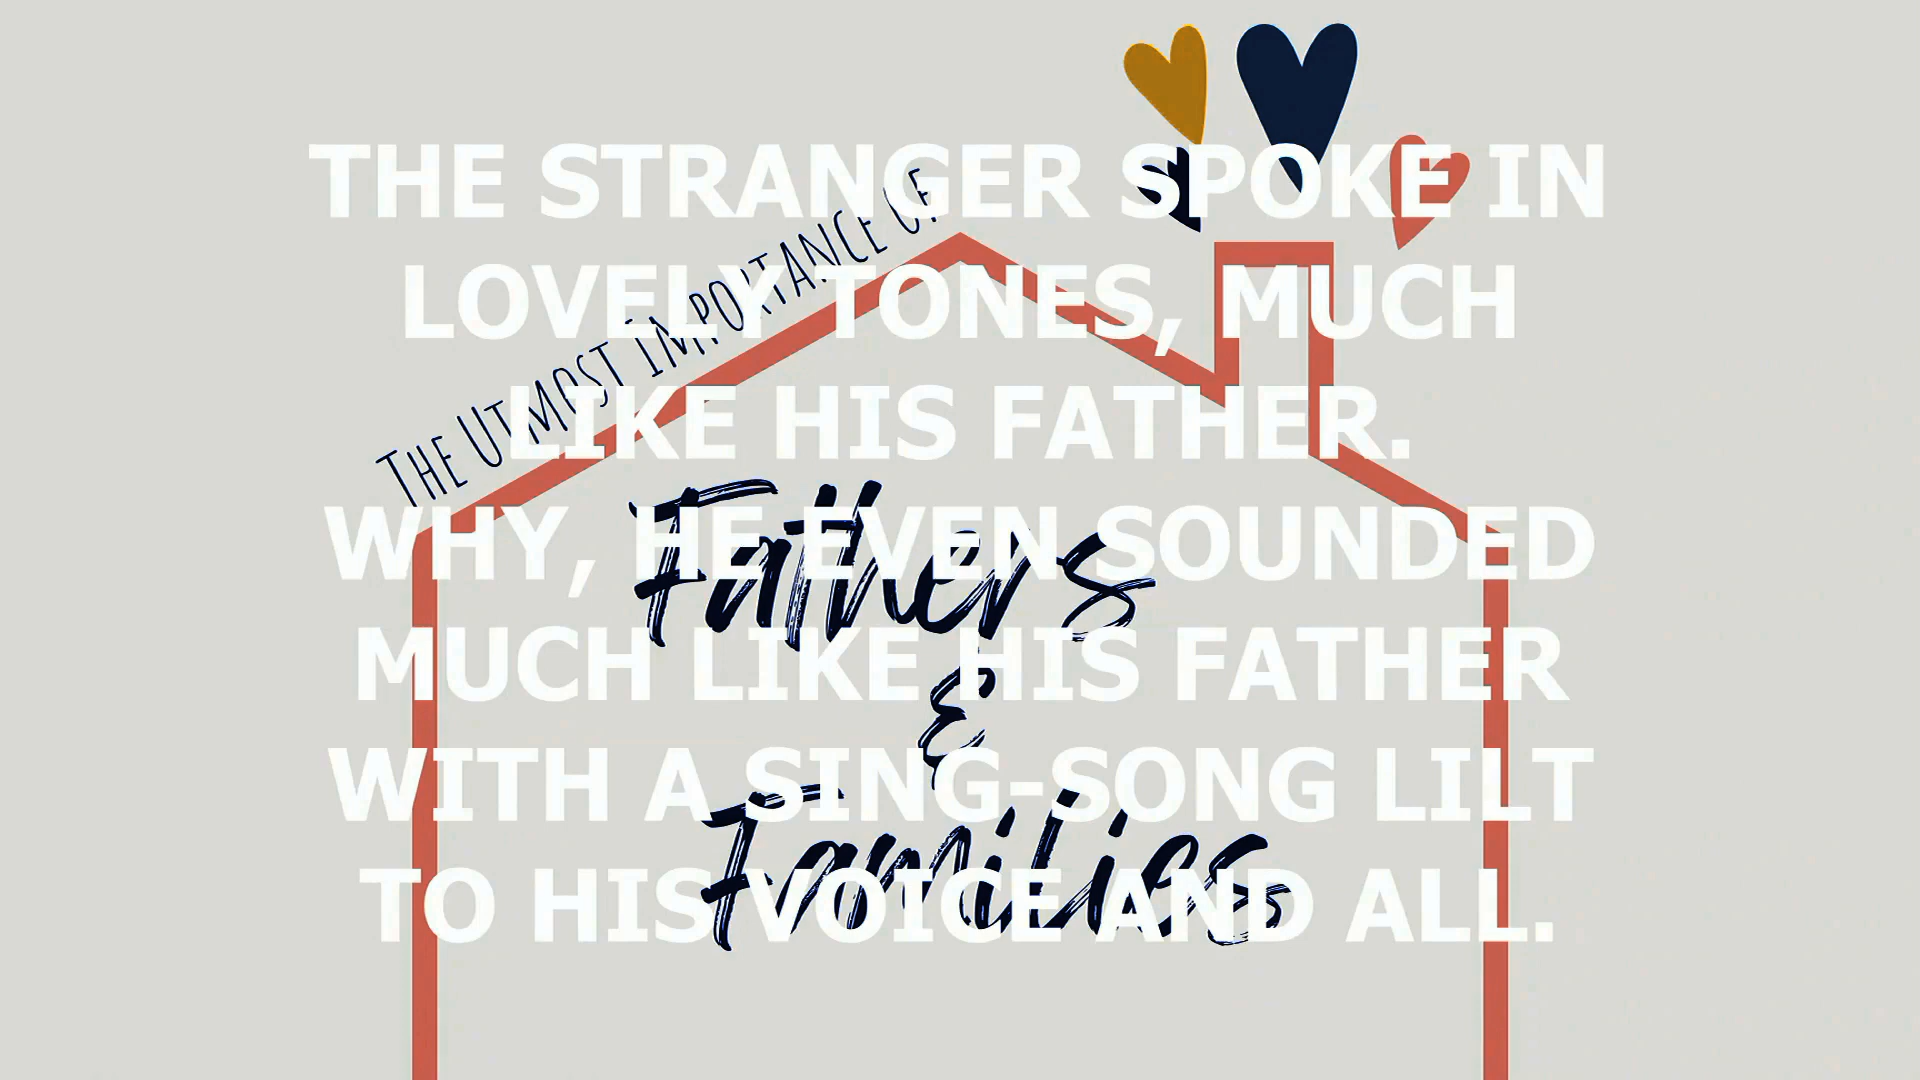 THE STRANGER SPOKE IN
LOVELY TONES, MUCH
LIKE HIS FATHER.
WHY, HE EVEN SOUNDED
MUCH LIKE HIS FATHER
WITH A SING-SONG LILT
TO HIS VOICE AND ALL.
THE UTMOST IMPORTANCE OF
Fathers
&
Families